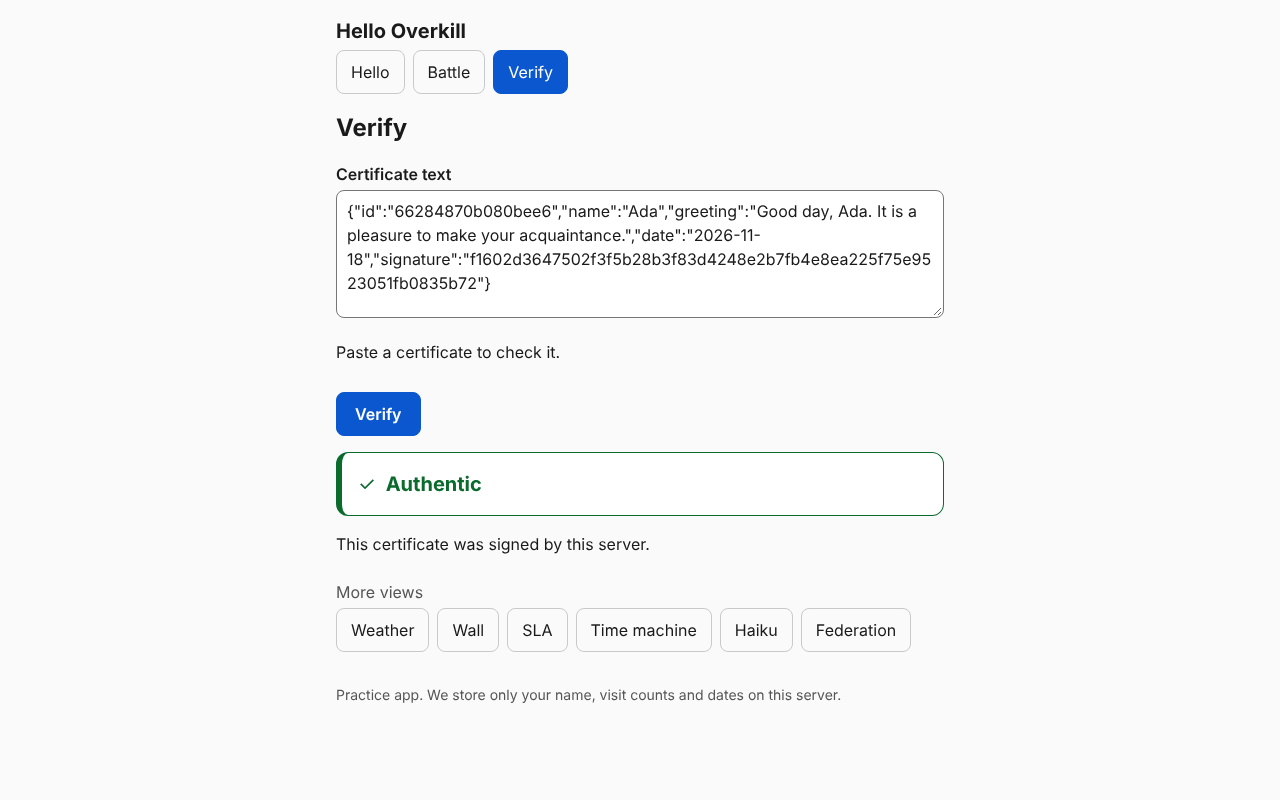 Hello Overkill
Hello Battle Verify
Verify
Certificate text
{"id":"66284870b080bee6","name":"Ada","greeting":"Good day, Ada. It is a
pleasure to make your acquaintance.","date":"2026-11-
18","signature":"f1602d3647502f3f5b28b3f83d4248e2b7fb4e8ea225f75e95
23051fb0835b72"}
Paste a certificate to check it.
Verify
Authentic
This certificate was signed by this server.
More views
Weather Wall SLA Time machine Haiku Federation
Practice app. We store only your name, visit counts and dates on this server.